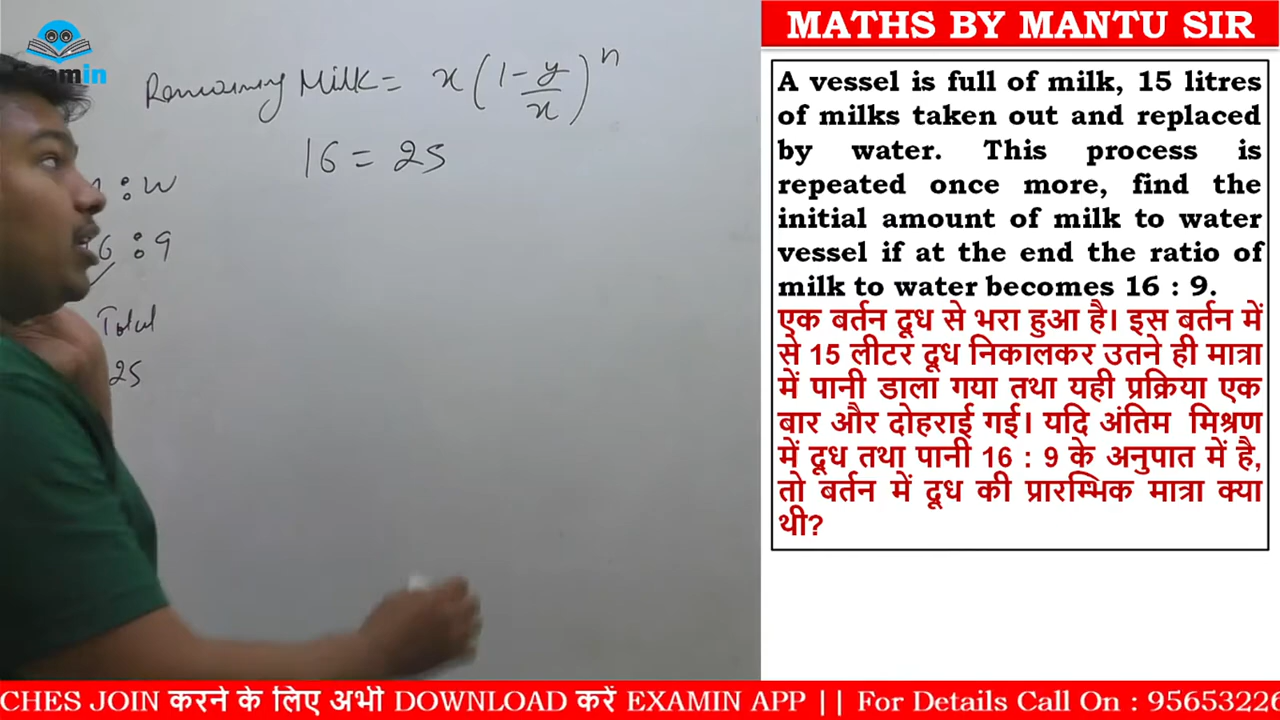 MATHS BY MANTU SIR
in
Remaining Milk = x(1 - y/x)^n
16 = 25
: W
6 : 9
Total
25
A vessel is full of milk, 15 litres
of milks taken out and replaced
by water. This process is
repeated once more, find the
initial amount of milk to water
vessel if at the end the ratio of
milk to water becomes 16 : 9.
एक बर्तन दूध से भरा हुआ है। इस बर्तन में
से 15 लीटर दूध निकालकर उतने ही मात्रा
में पानी डाला गया तथा यही प्रक्रिया एक
बार और दोहराई गई। यदि अंतिम मिश्रण
में दूध तथा पानी 16 : 9 के अनुपात में है,
तो बर्तन में दूध की प्रारम्भिक मात्रा क्या
थी?
CHES JOIN करने के लिए अभी DOWNLOAD करें EXAMIN APP || For Details Call On : 95653226